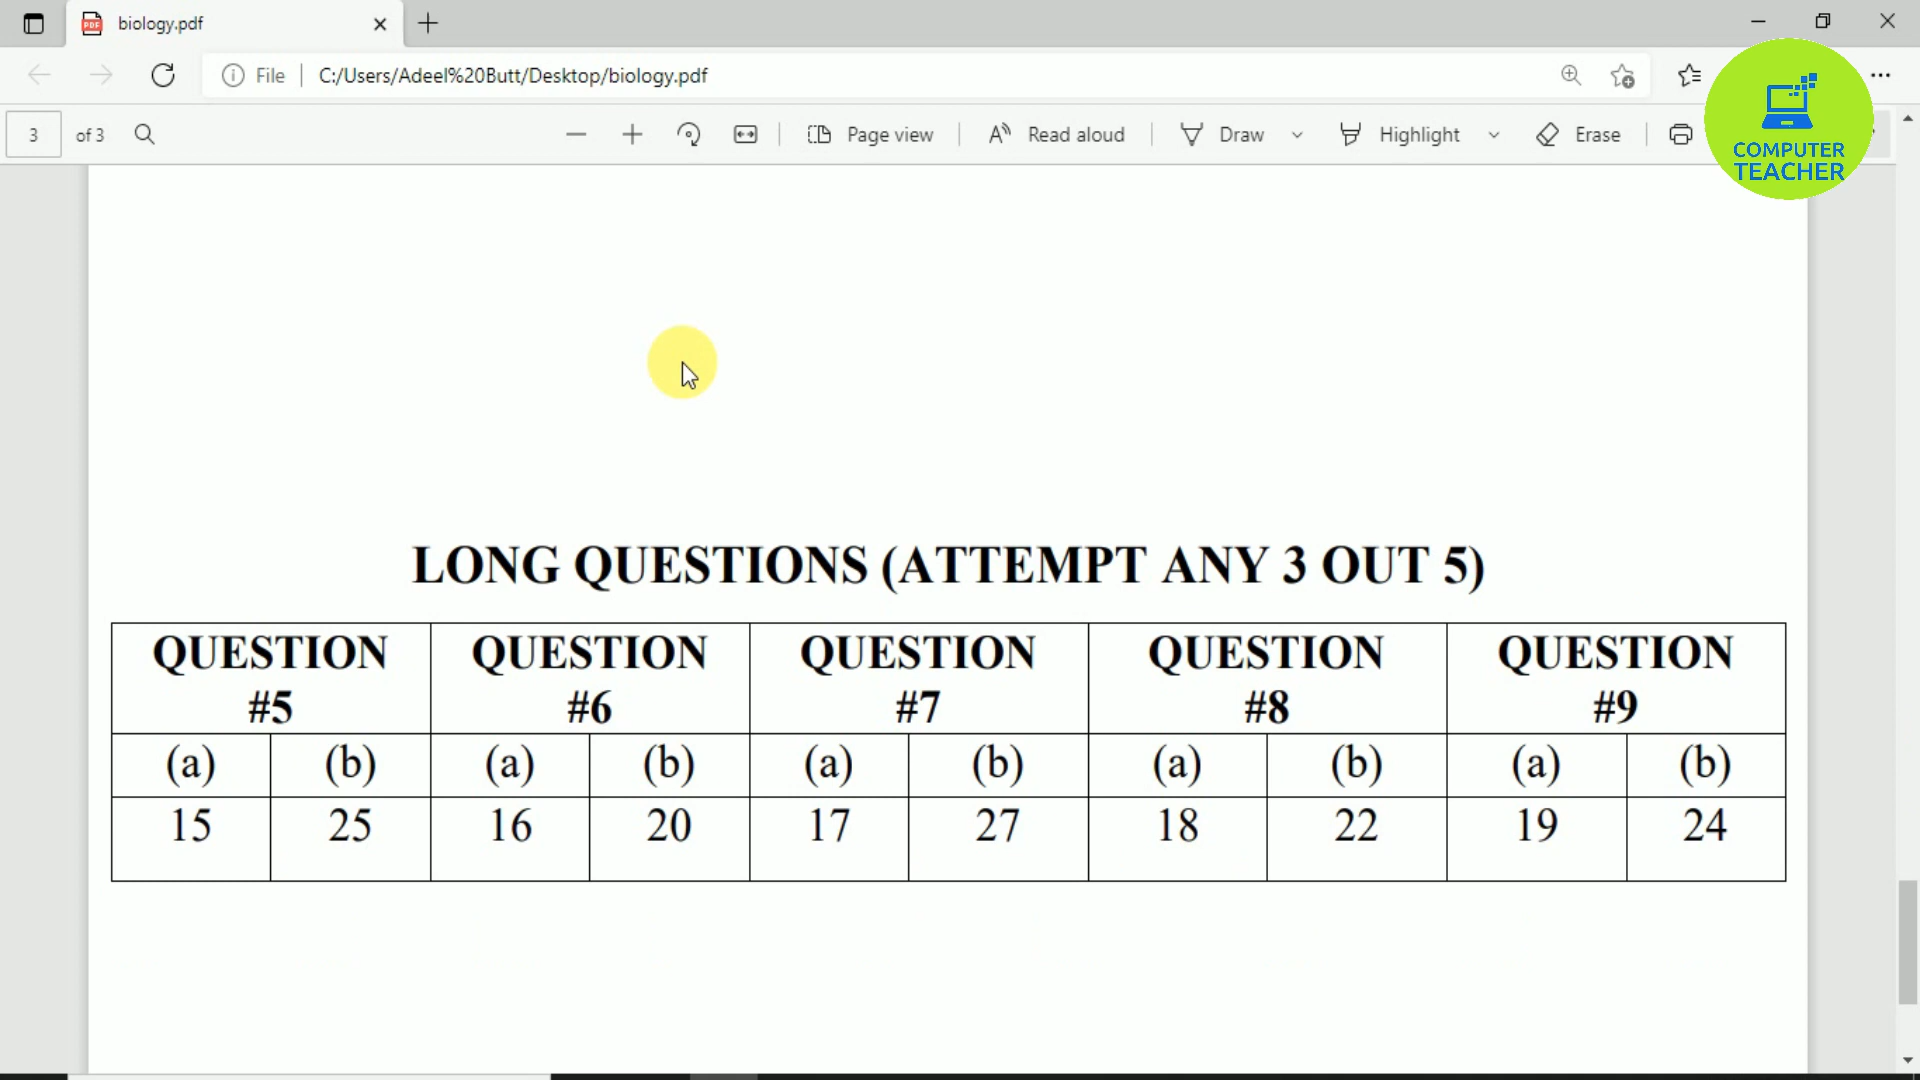 biology.pdf
File C:/Users/Adeel%20Butt/Desktop/biology.pdf
3 of 3 Page view Read aloud Draw Highlight Erase
COMPUTER
TEACHER
LONG QUESTIONS (ATTEMPT ANY 3 OUT 5)
QUESTION #5 QUESTION #6 QUESTION #7 QUESTION #8 QUESTION #9
(a) (b) (a) (b) (a) (b) (a) (b) (a) (b)
15 25 16 20 17 27 18 22 19 24